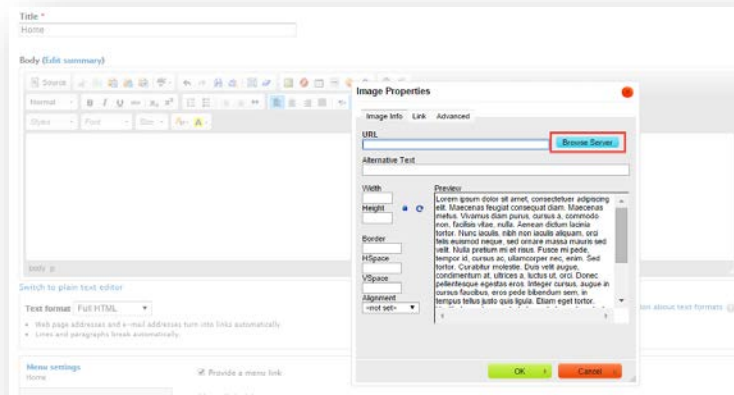 Title *
Home
Body (Edit summary)
Source
Normal
B I U
Styles Font Size
body p
Switch to plain text editor
Text format Full HTML
Web page addresses and e-mail addresses turn into links automatically.
Lines and paragraphs break automatically.
Menu settings
Home
Provide a menu link
on about text formats
Image Properties
Image Info Link Advanced
URL
Browse Server
Alternative Text
Width
Height
Border
HSpace
VSpace
Alignment
<not set>
Preview
Lorem ipsum dolor sit amet, consectetuer adipiscing
elit. Maecenas feugiat consequat diam. Maecenas
metus. Vivamus diam purus, cursus a, commodo
non, facilisis vitae, nulla. Aenean dictum lacinia
tortor. Nunc iaculis, nibh non iaculis aliquam, orci
felis euismod neque, sed ornare massa mauris sed
velit. Nulla pretium mi et risus. Fusce mi pede,
tempor id, cursus ac, ullamcorper nec, enim. Sed
tortor. Curabitur molestie. Duis velit augue,
condimentum at, ultrices a, luctus ut, orci. Donec
pellentesque egestas eros. Integer cursus, augue in
cursus faucibus, eros pede bibendum sem, in
tempus tellus justo quis ligula. Etiam eget tortor.
OK
Cancel